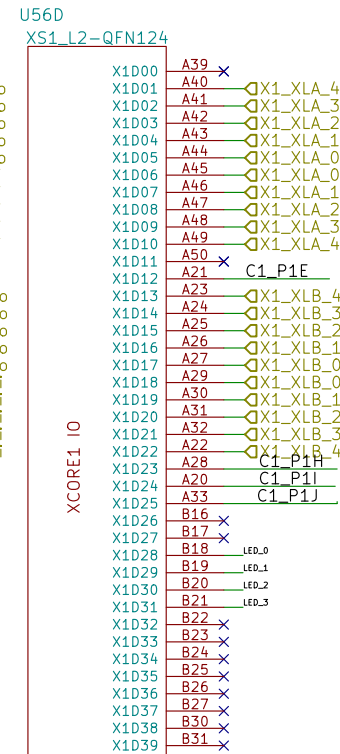 U56D
XS1_L2-QFN124
X1D00 A39
X1D01 A40 X1_XLA_4
X1D02 A41 X1_XLA_3
X1D03 A42 X1_XLA_2
X1D04 A43 X1_XLA_1
X1D05 A44 X1_XLA_0
X1D06 A45 X1_XLA_0
X1D07 A46 X1_XLA_1
X1D08 A47 X1_XLA_2
X1D09 A48 X1_XLA_3
X1D10 A49 X1_XLA_4
X1D11 A50
X1D12 A21 C1_P1E
X1D13 A23 X1_XLB_4
X1D14 A24 X1_XLB_3
X1D15 A25 X1_XLB_2
X1D16 A26 X1_XLB_1
X1D17 A27 X1_XLB_0
X1D18 A29 X1_XLB_0
X1D19 A30 X1_XLB_1
X1D20 A31 X1_XLB_2
X1D21 A32 X1_XLB_3
X1D22 A22 X1_XLB_4
X1D23 A28 C1_P1H
X1D24 A20 C1_P1I
X1D25 A33 C1_P1J
X1D26 B16
X1D27 B17
X1D28 B18 LED_0
X1D29 B19 LED_1
X1D30 B20 LED_2
X1D31 B21 LED_3
X1D32 B22
X1D33 B23
X1D34 B24
X1D35 B25
X1D36 B26
X1D37 B27
X1D38 B30
X1D39 B31
XCORE1 IO